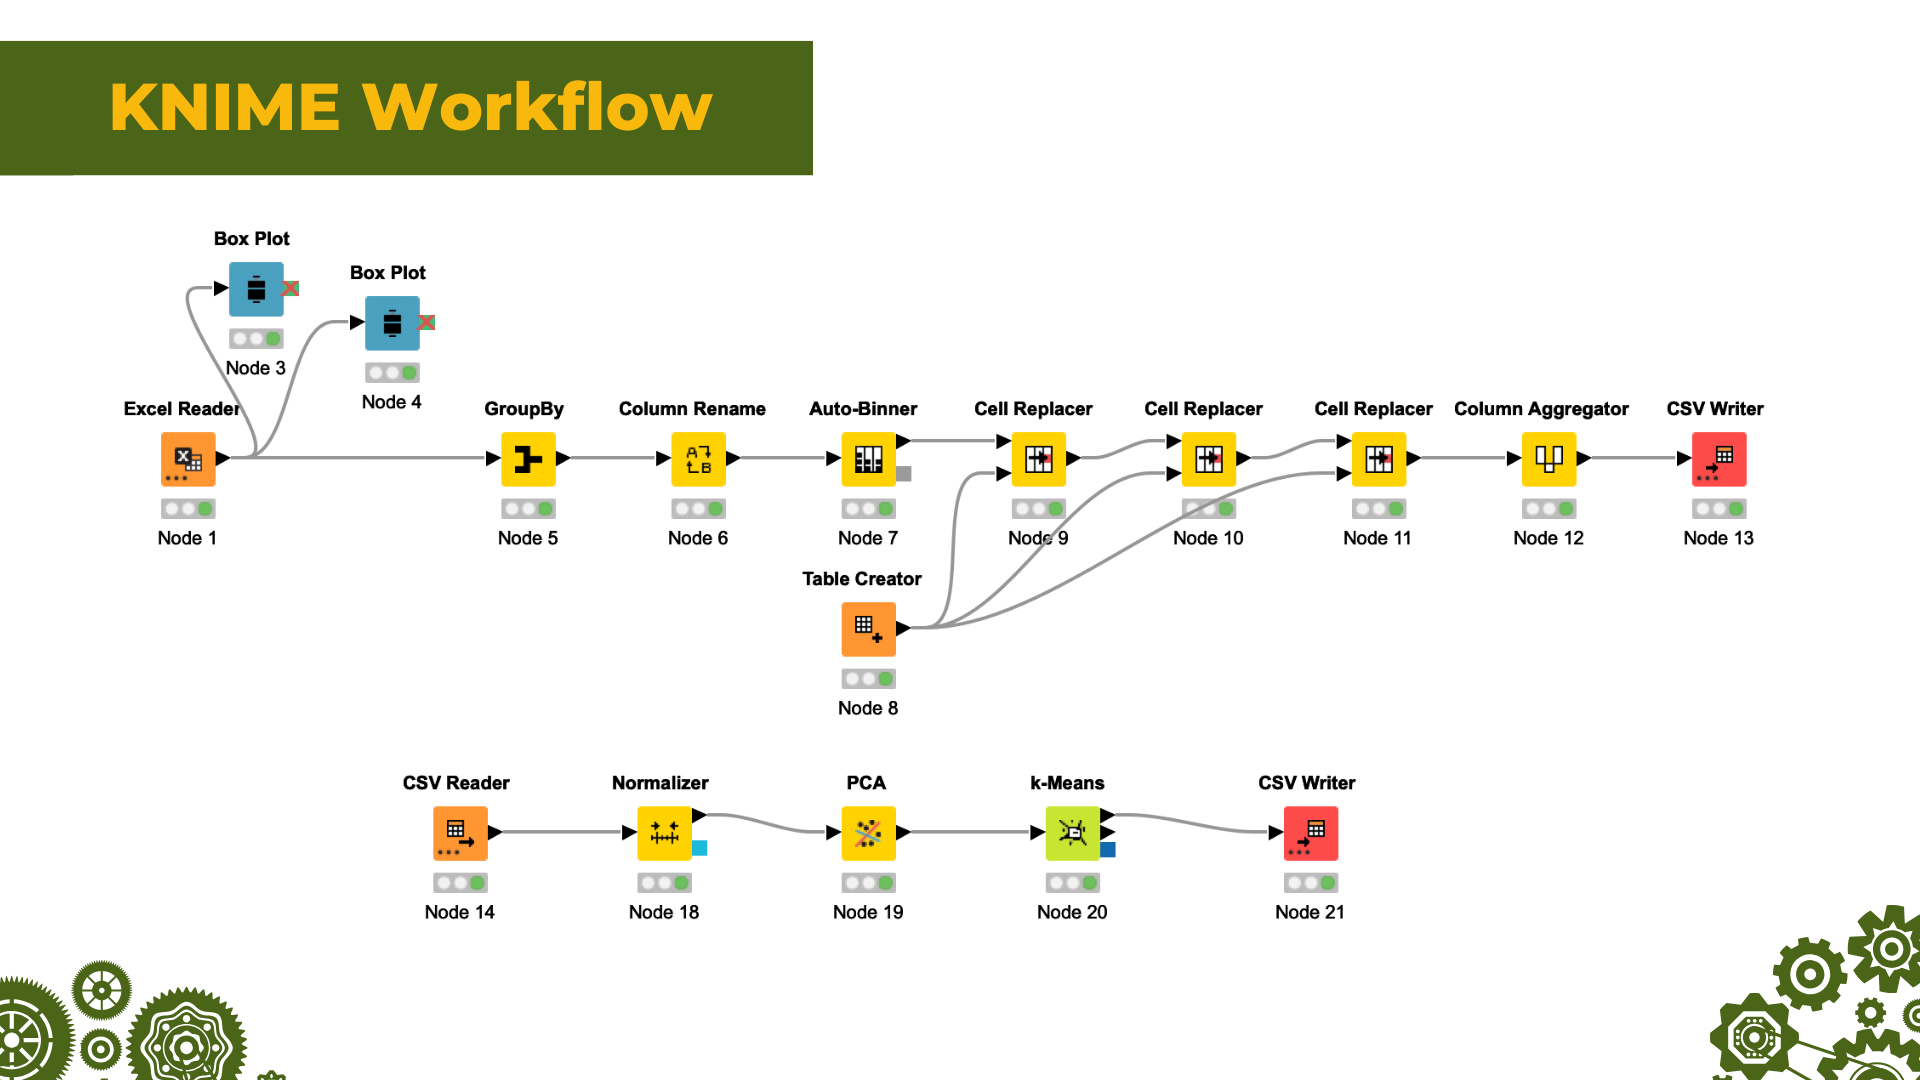 KNIME Workflow
Box Plot
Node 3
Box Plot
Node 4
Excel Reader
Node 1
GroupBy
Node 5
Column Rename
A
B
Node 6
Auto-Binner
Node 7
Cell Replacer
Node 9
Cell Replacer
Node 10
Cell Replacer
Node 11
Column Aggregator
Node 12
CSV Writer
Node 13
Table Creator
Node 8
CSV Reader
Node 14
Normalizer
Node 18
PCA
Node 19
k-Means
Node 20
CSV Writer
Node 21